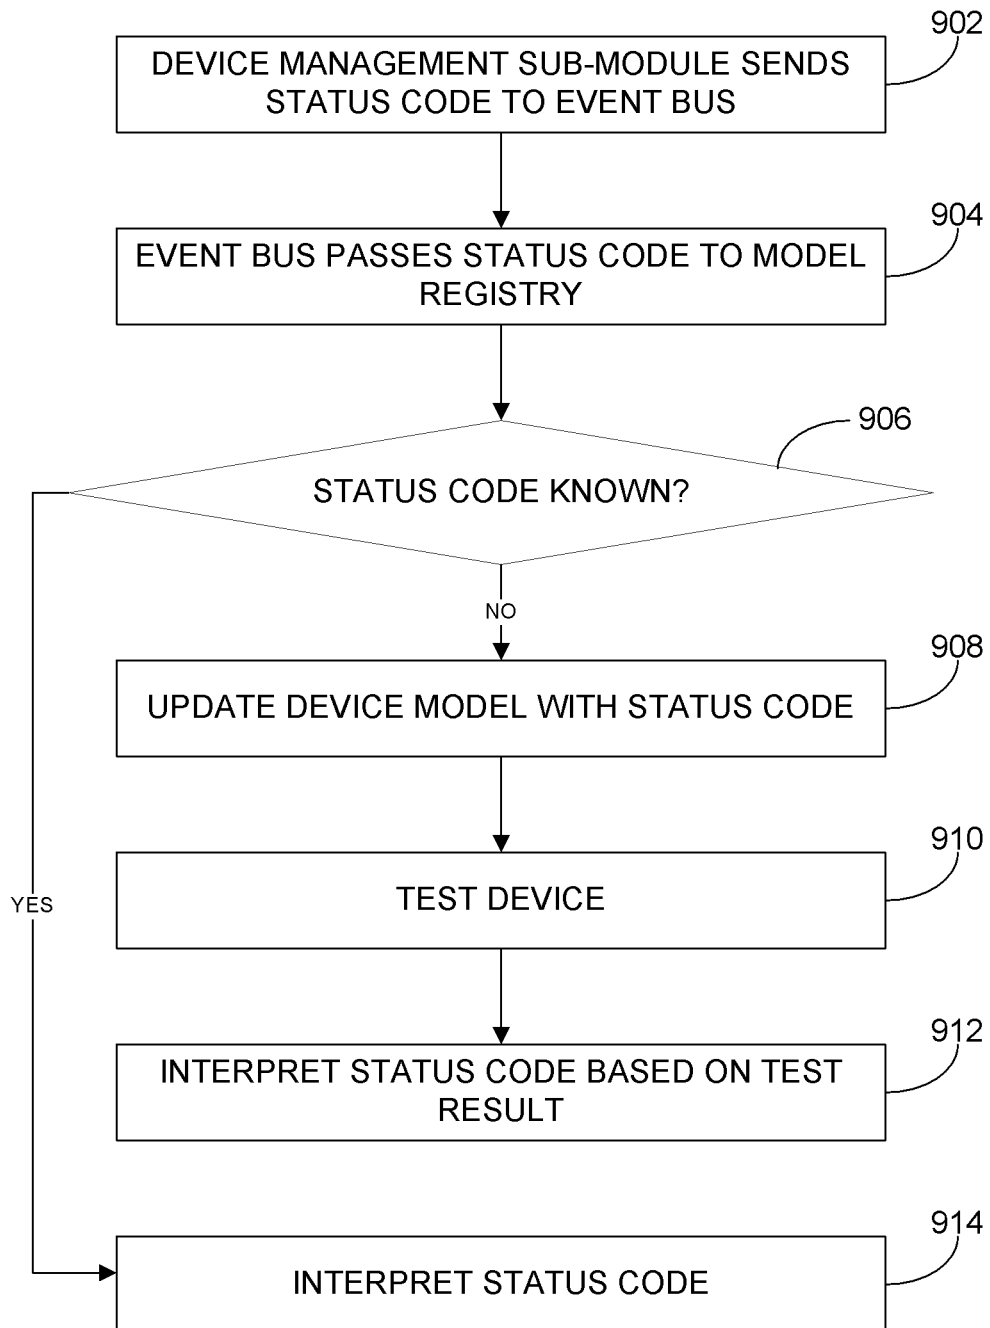 902
DEVICE MANAGEMENT SUB-MODULE SENDS
STATUS CODE TO EVENT BUS
904
EVENT BUS PASSES STATUS CODE TO MODEL
REGISTRY
906
STATUS CODE KNOWN?
NO
908
UPDATE DEVICE MODEL WITH STATUS CODE
910
TEST DEVICE
YES
912
INTERPRET STATUS CODE BASED ON TEST
RESULT
914
INTERPRET STATUS CODE